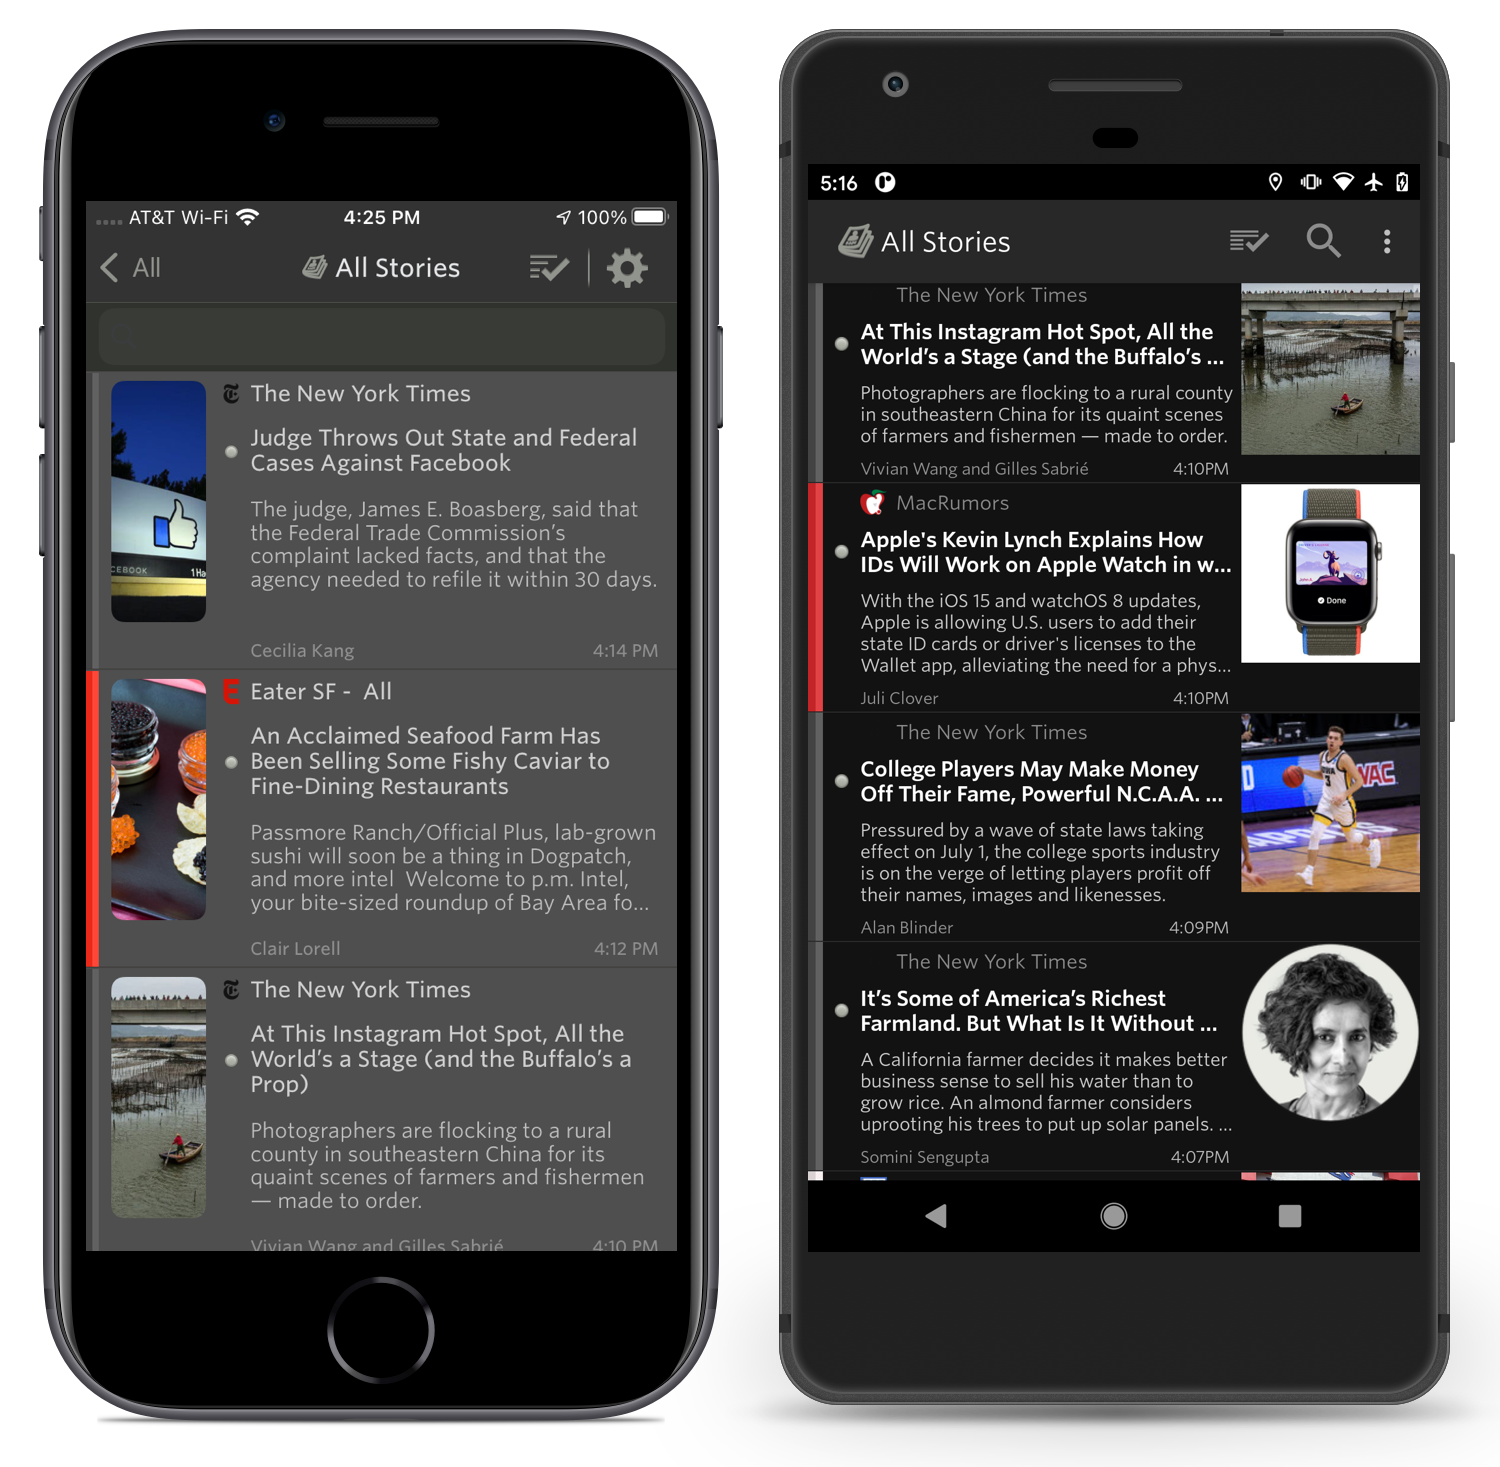 AT&T Wi-Fi 4:25 PM 100%
All All Stories
The New York Times
Judge Throws Out State and Federal
Cases Against Facebook
The judge, James E. Boasberg, said that
the Federal Trade Commission’s
complaint lacked facts, and that the
agency needed to refile it within 30 days.
CEBOOK 1 Ha
Cecilia Kang 4:14 PM
E Eater SF - All
An Acclaimed Seafood Farm Has
Been Selling Some Fishy Caviar to
Fine-Dining Restaurants
Passmore Ranch/Official Plus, lab-grown
sushi will soon be a thing in Dogpatch,
and more intel Welcome to p.m. Intel,
your bite-sized roundup of Bay Area fo...
Clair Lorell 4:12 PM
The New York Times
At This Instagram Hot Spot, All the
World’s a Stage (and the Buffalo’s a
Prop)
Photographers are flocking to a rural
county in southeastern China for its
quaint scenes of farmers and fishermen
— made to order.
Vivian Wang and Gilles Sabrié 4:10 PM
5:16
All Stories
The New York Times
At This Instagram Hot Spot, All the
World’s a Stage (and the Buffalo’s ...
Photographers are flocking to a rural county
in southeastern China for its quaint scenes
of farmers and fishermen — made to order.
Vivian Wang and Gilles Sabrié 4:10PM
MacRumors
Apple's Kevin Lynch Explains How
IDs Will Work on Apple Watch in w...
With the iOS 15 and watchOS 8 updates,
Apple is allowing U.S. users to add their
state ID cards or driver's licenses to the
Wallet app, alleviating the need for a phys...
Done
Juli Clover 4:10PM
The New York Times
College Players May Make Money
Off Their Fame, Powerful N.C.A.A. ...
Pressured by a wave of state laws taking
effect on July 1, the college sports industry
is on the verge of letting players profit off
their names, images and likenesses.
3
Alan Blinder 4:09PM
The New York Times
It’s Some of America’s Richest
Farmland. But What Is It Without ...
A California farmer decides it makes better
business sense to sell his water than to
grow rice. An almond farmer considers
uprooting his trees to put up solar panels. ...
Somini Sengupta 4:07PM